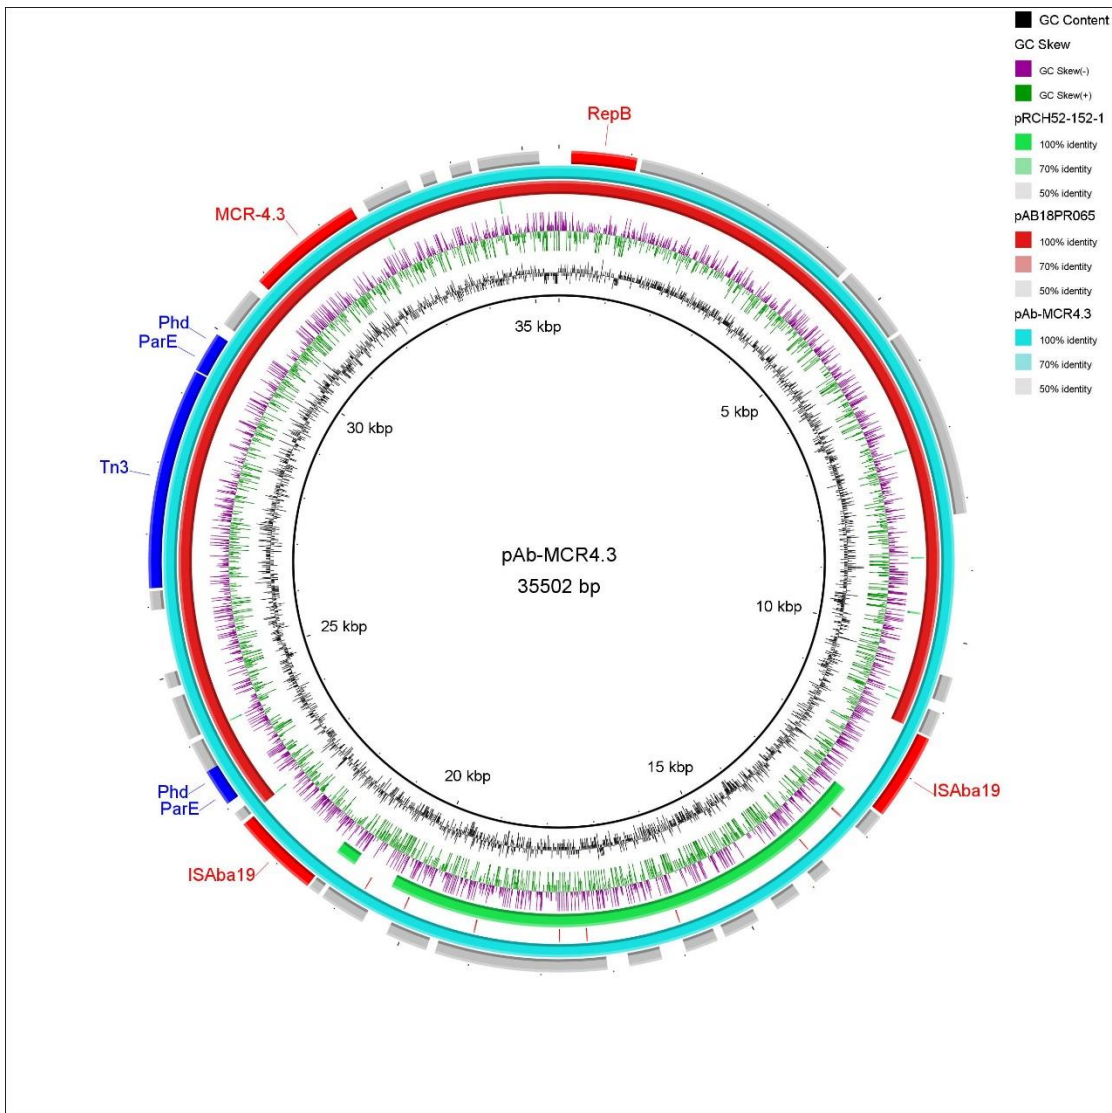 GC Content
GC Skew
GC Skew(-)
GC Skew(+)
pRCH52-152-1
100% identity
70% identity
50% identity
pAB18PR065
100% identity
70% identity
50% identity
pAb-MCR4.3
100% identity
70% identity
50% identity
RepB
MCR-4.3
Phd
ParE
Tn3
Phd
ParE
ISAba19
ISAba19
35 kbp
5 kbp
30 kbp
10 kbp
25 kbp
15 kbp
20 kbp
pAb-MCR4.3
35502 bp